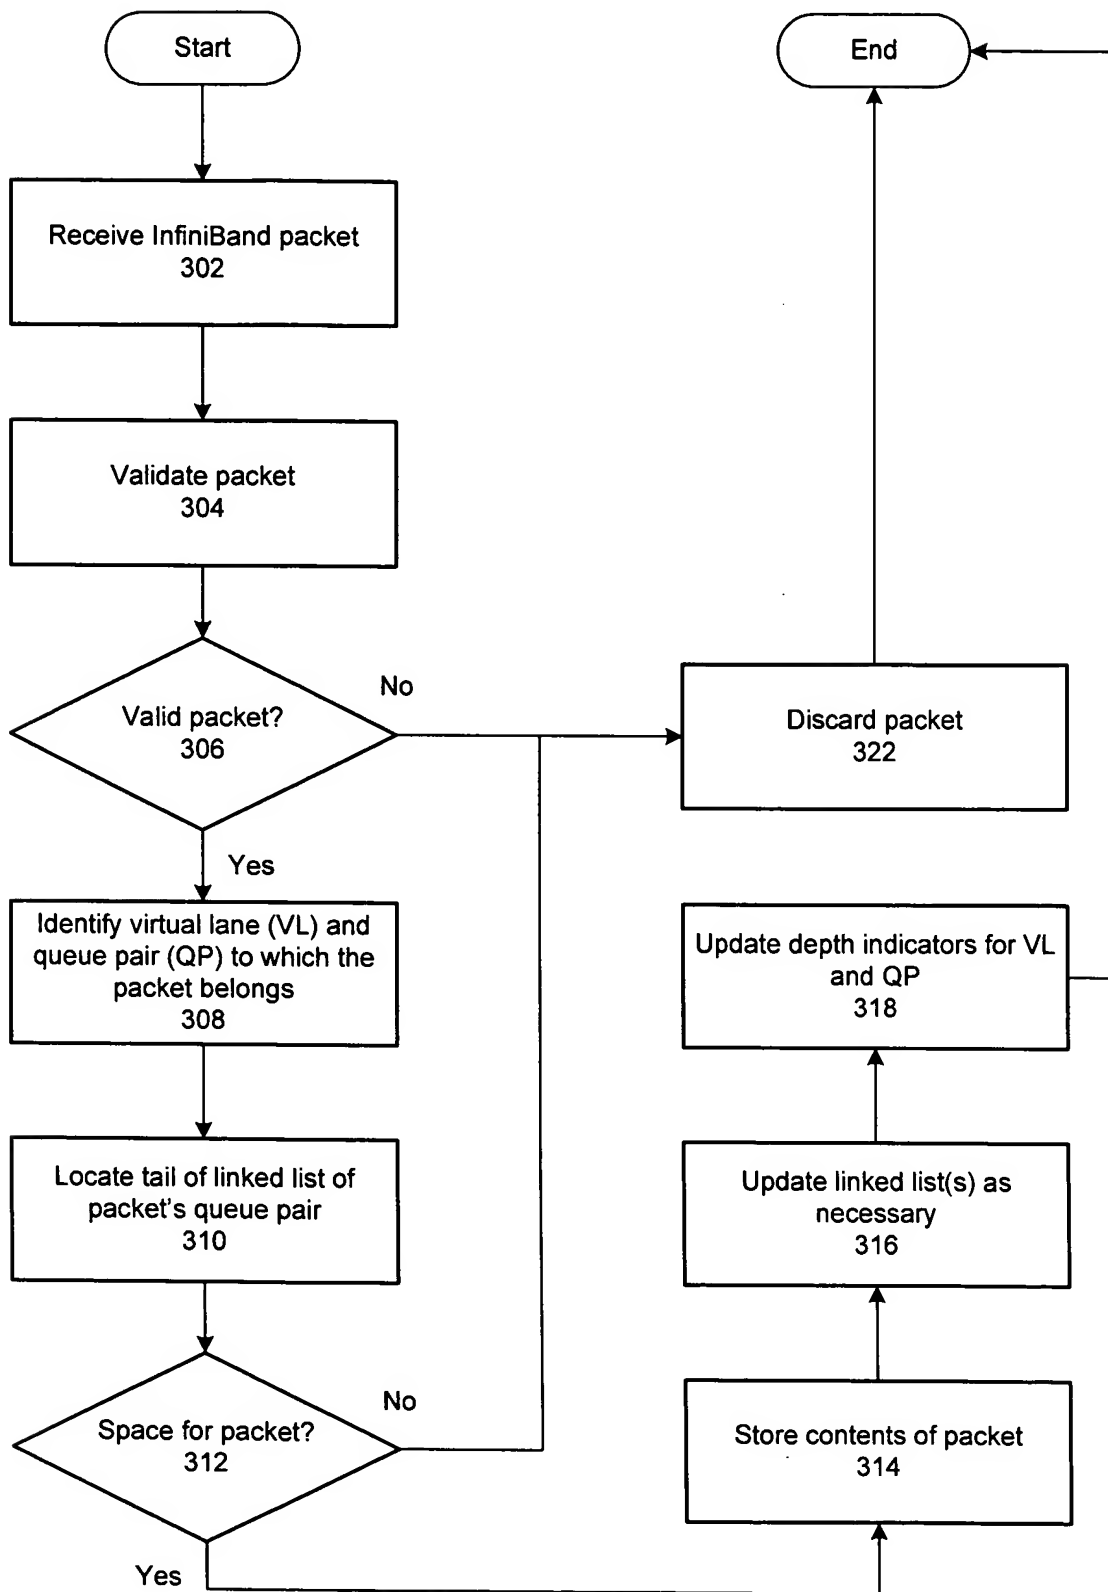 Start
End
Receive InfiniBand packet
302
Validate packet
304
Valid packet?
306
No
Discard packet
322
Yes
Identify virtual lane (VL) and
queue pair (QP) to which the
packet belongs
308
Update depth indicators for VL
and QP
318
Locate tail of linked list of
packet's queue pair
310
Update linked list(s) as
necessary
316
Space for packet?
312
No
Store contents of packet
314
Yes